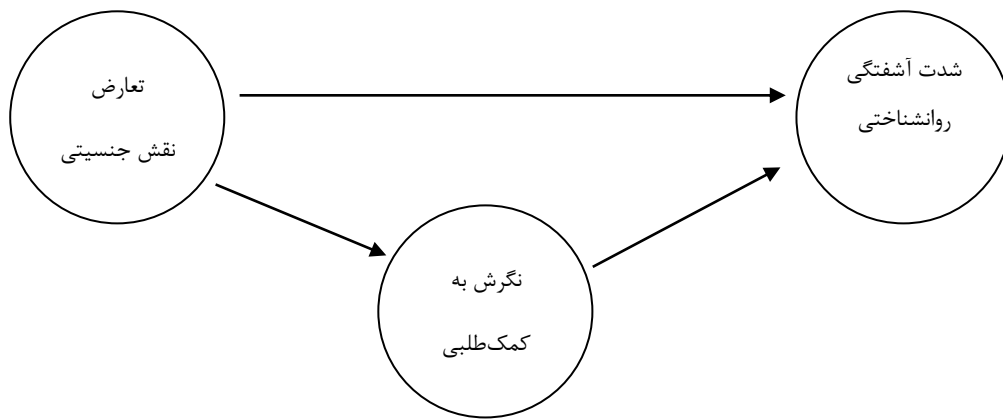 تعارض
نقش جنسیتی
شدت آشفتگی
روانشناختی
نگرش به
کمک‌طلبی